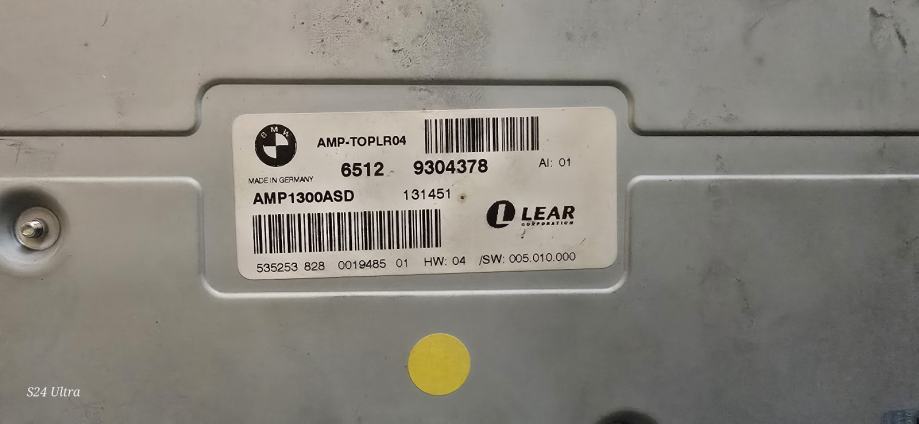 BMW
AMP-TOPLR04
6512 9304378 AI: 01
MADE IN GERMANY
AMP1300ASD 131451
LEAR
CORPORATION
535253 828 0019485 01 HW: 04 /SW: 005.010.000
S24 Ultra